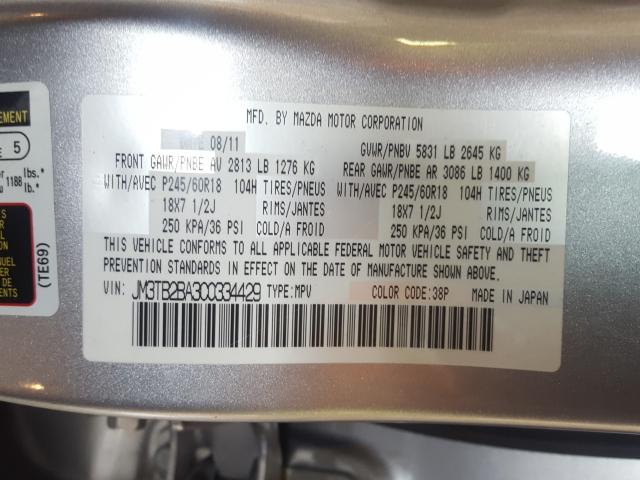 MFD. BY MAZDA MOTOR CORPORATION
08/11
GVWR/PNBV 5831 LB 2645 KG
FRONT GAWR/PNBE AV 2813 LB 1276 KG
REAR GAWR/PNBE AR 3086 LB 1400 KG
WITH/AVEC P245/60R18 104H TIRES/PNEUS
WITH/AVEC P245/60R18 104H TIRES/PNEUS
18X7 1/2J RIMS/JANTES
18X7 1/2J RIMS/JANTES
250 KPA/36 PSI COLD/A FROID
250 KPA/36 PSI COLD/A FROID
THIS VEHICLE CONFORMS TO ALL APPLICABLE FEDERAL MOTOR VEHICLE SAFETY AND THEFT
PREVENTION STANDARDS IN EFFECT ON THE DATE OF MANUFACTURE SHOWN ABOVE.
VIN: JM3TB2BA3C0334429 TYPE:MPV COLOR CODE:38P MADE IN JAPAN
5
lbs.*
1188 lb.*
(TE69)